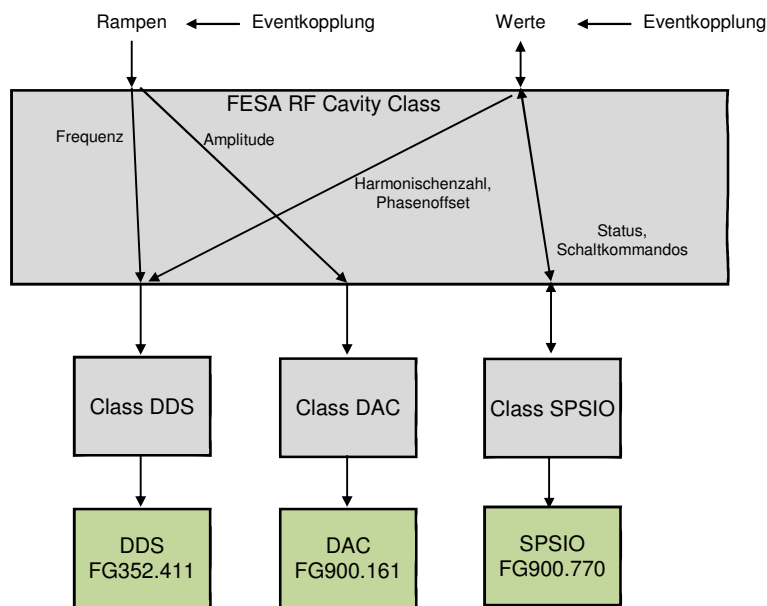 Rampen
Eventkopplung
Werte
Eventkopplung
FESA RF Cavity Class
Frequenz
Amplitude
Harmonischenzahl,
Phasenoffset
Status,
Schaltkommandos
Class DDS
Class DAC
Class SPSIO
DDS
FG352.411
DAC
FG900.161
SPSIO
FG900.770